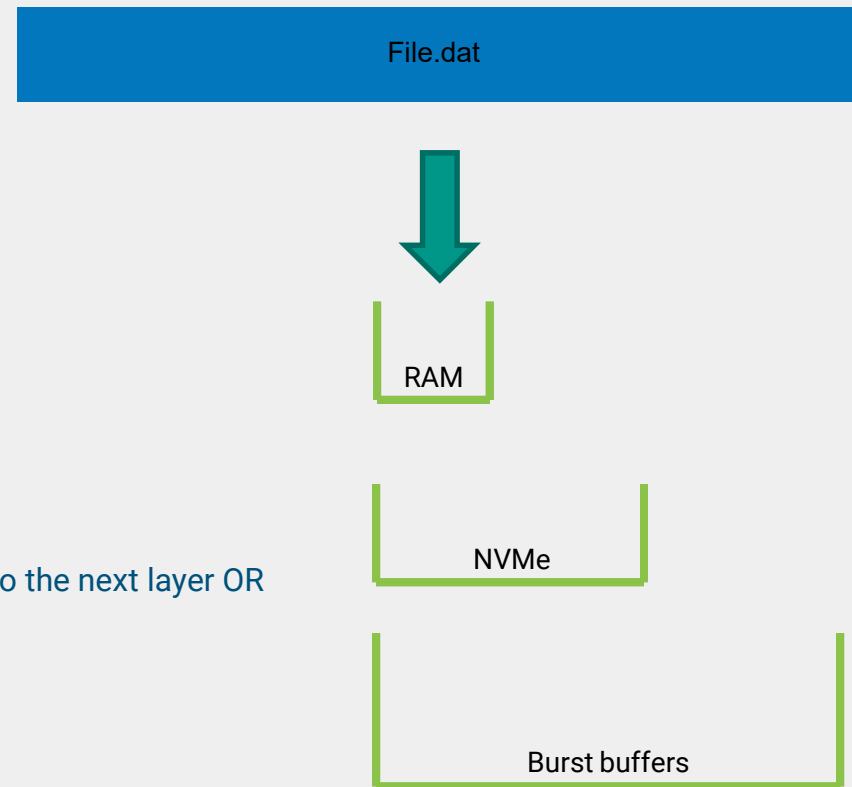 File.dat
RAM
NVMe
o the next layer OR
Burst buffers